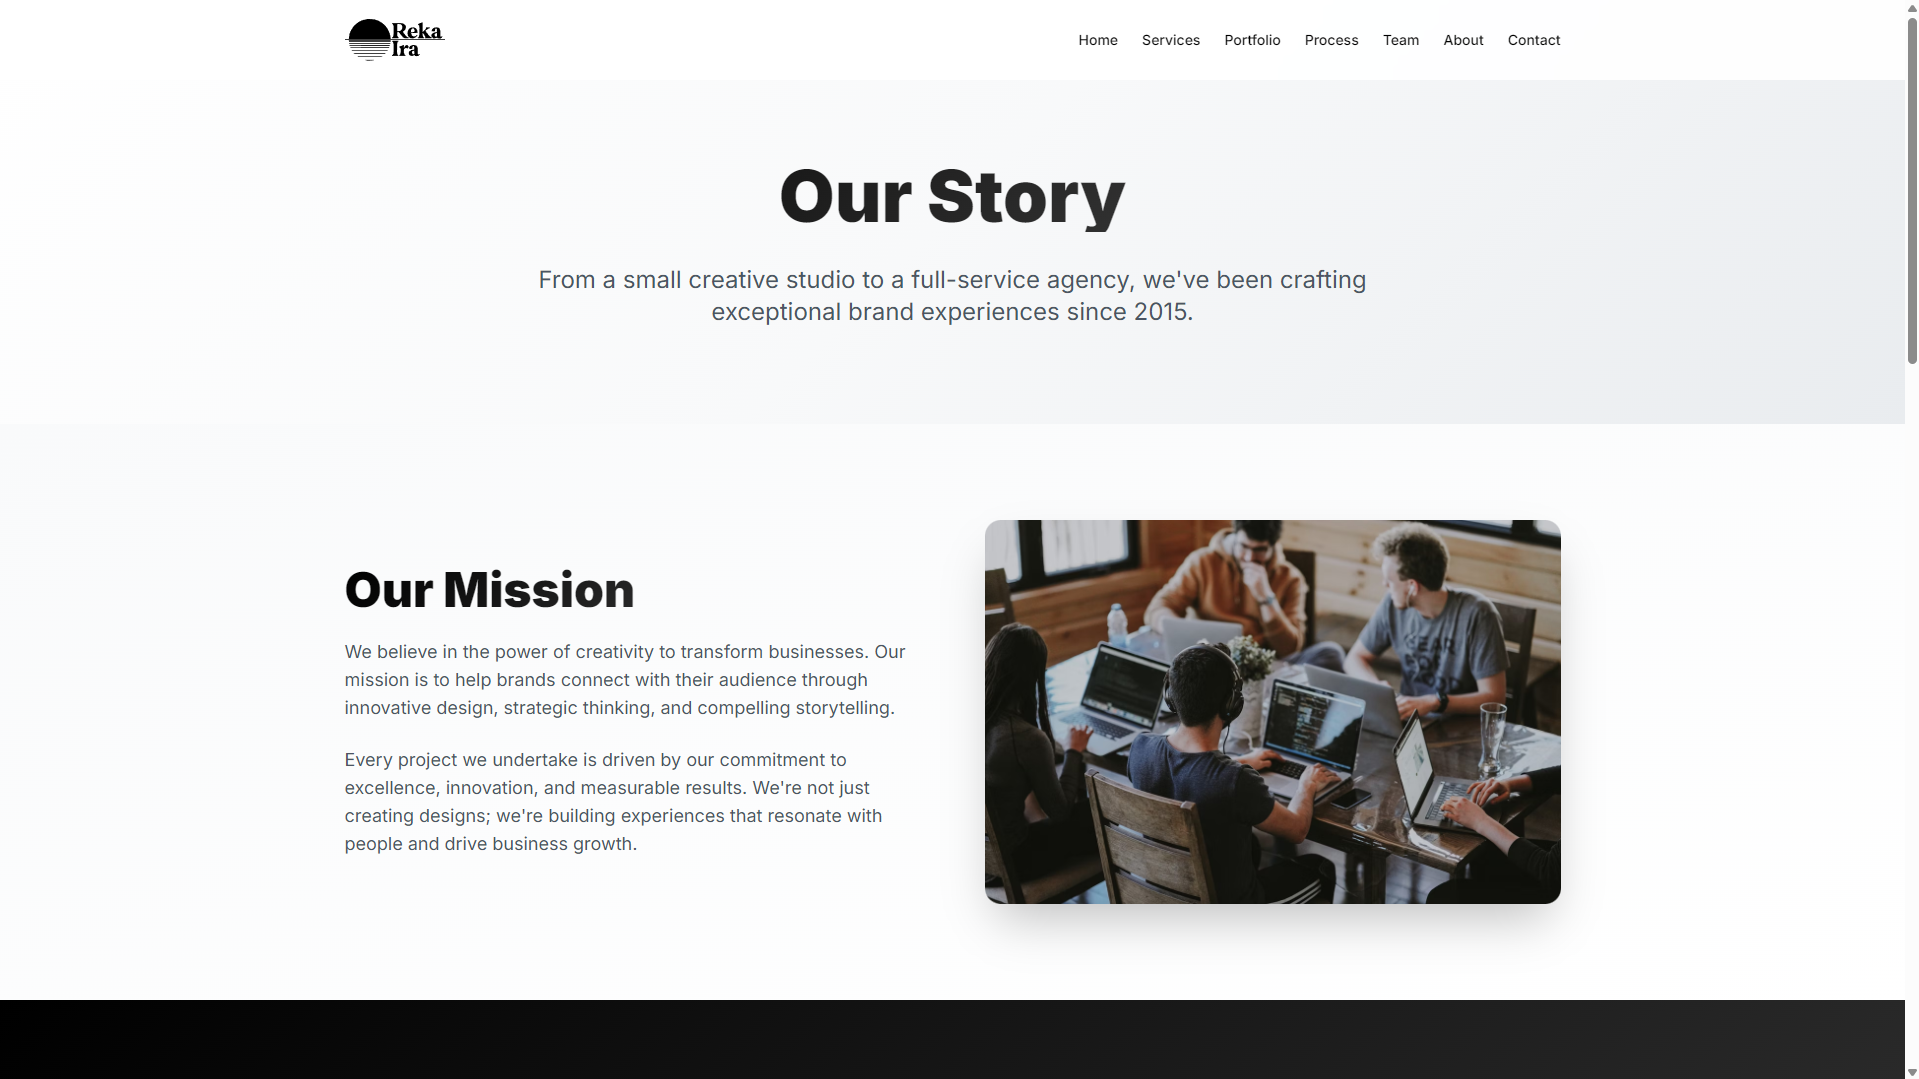 Reka
Ira
Home Services Portfolio Process Team About Contact
Our Story
From a small creative studio to a full-service agency, we've been crafting
exceptional brand experiences since 2015.
Our Mission
We believe in the power of creativity to transform businesses. Our
mission is to help brands connect with their audience through
innovative design, strategic thinking, and compelling storytelling.
Every project we undertake is driven by our commitment to
excellence, innovation, and measurable results. We're not just
creating designs; we're building experiences that resonate with
people and drive business growth.